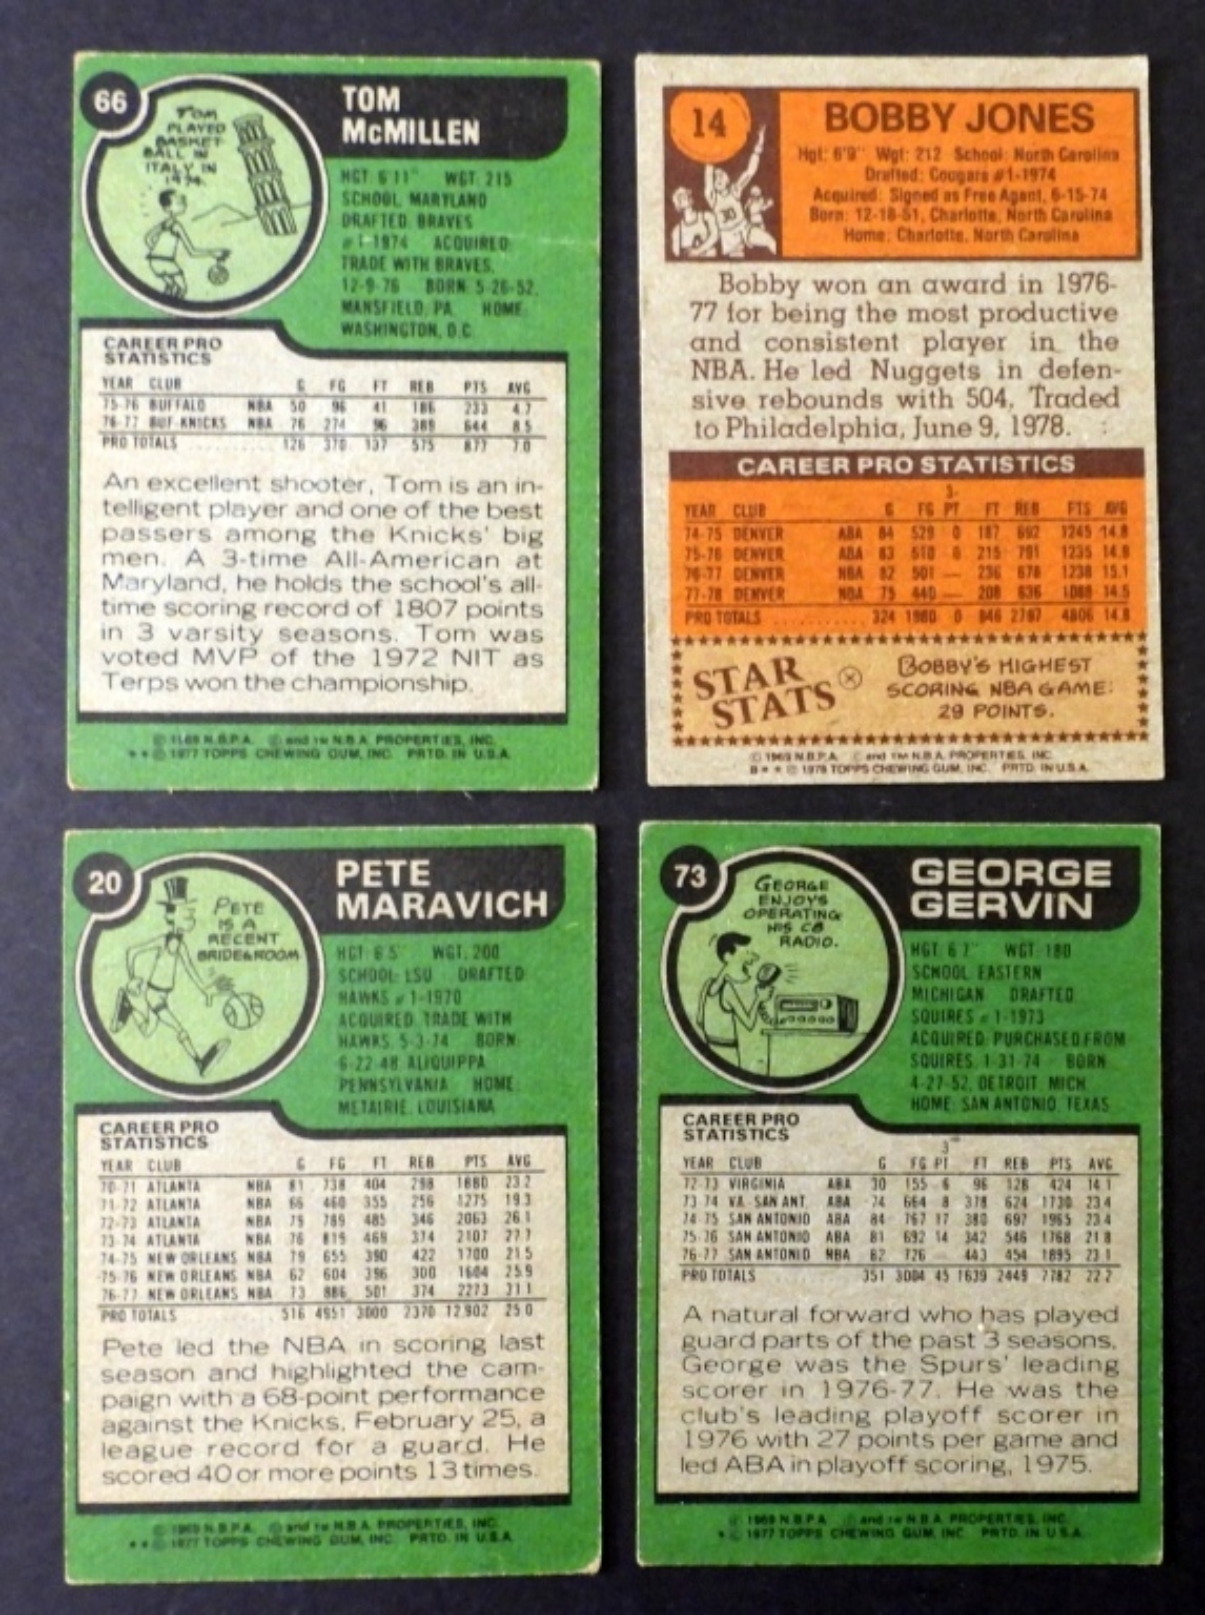 66
TOM PLAYED BASKET-
BALL IN ITALY IN
1974.
TOM
McMILLEN
HGT. 6'11" WGT. 215
SCHOOL MARYLAND
DRAFTED: BRAVES
#1-1974 ACQUIRED:
TRADE WITH BRAVES,
12-9-76 BORN: 5-26-52,
MANSFIELD, PA. HOME:
WASHINGTON, D.C.
CAREER PRO
STATISTICS
YEAR CLUB G FG FT REB PTS AVG
75-76 BUFFALO NBA 50 96 41 186 233 4.7
76-77 BUF-KNICKS NBA 76 274 96 389 644 8.5
PRO TOTALS 126 370 137 575 877 7.0
An excellent shooter, Tom is an in-
telligent player and one of the best
passers among the Knicks' big
men. A 3-time All-American at
Maryland, he holds the school's all-
time scoring record of 1807 points
in 3 varsity seasons. Tom was
voted MVP of the 1972 NIT as
Terps won the championship.
© 1969 N.B.P.A. © and TM N.B.A. PROPERTIES, INC.
** © 1977 TOPPS CHEWING GUM, INC. PRTD. IN U.S.A.
14
BOBBY JONES
Hgt: 6'9" Wgt: 212 School: North Carolina
Drafted: Cougars #1-1974
Acquired: Signed as Free Agent, 6-15-74
Born: 12-18-51, Charlotte, North Carolina
Home: Charlotte, North Carolina
Bobby won an award in 1976-
77 for being the most productive
and consistent player in the
NBA. He led Nuggets in defen-
sive rebounds with 504. Traded
to Philadelphia, June 9, 1978.
CAREER PRO STATISTICS
YEAR CLUB G FG 3-PT FT REB PTS AVG
74-75 DENVER ABA 84 529 0 187 692 1245 14.8
75-76 DENVER ABA 83 510 0 215 791 1235 14.9
76-77 DENVER NBA 82 501 — 236 678 1238 15.1
77-78 DENVER NBA 75 440 — 208 636 1088 14.5
PRO TOTALS 324 1980 0 846 2797 4806 14.8
STAR
STATS
BOBBY'S HIGHEST
SCORING NBA GAME:
29 POINTS.
© 1969 N.B.P.A. © and TM N.B.A. PROPERTIES, INC.
B** © 1978 TOPPS CHEWING GUM, INC. PRTD. IN U.S.A.
20
PETE
IS A
RECENT
BRIDEGROOM
PETE
MARAVICH
HGT. 6'5" WGT. 200
SCHOOL: LSU DRAFTED:
HAWKS #1-1970
ACQUIRED: TRADE WITH
HAWKS, 5-3-74 BORN:
6-22-48, ALIQUIPPA,
PENNSYLVANIA HOME:
METAIRIE, LOUISIANA
CAREER PRO
STATISTICS
YEAR CLUB G FG FT REB PTS AVG
70-71 ATLANTA NBA 81 738 404 298 1880 23.2
71-72 ATLANTA NBA 66 460 355 256 1275 19.3
72-73 ATLANTA NBA 79 789 485 346 2063 26.1
73-74 ATLANTA NBA 76 819 469 374 2107 27.7
74-75 NEW ORLEANS NBA 79 655 390 422 1700 21.5
75-76 NEW ORLEANS NBA 62 604 396 300 1604 25.9
76-77 NEW ORLEANS NBA 73 886 501 374 2273 31.1
PRO TOTALS 516 4951 3000 2370 12,902 25.0
Pete led the NBA in scoring last
season and highlighted the cam-
paign with a 68-point performance
against the Knicks, February 25, a
league record for a guard. He
scored 40 or more points 13 times.
© 1969 N.B.P.A. © and TM N.B.A. PROPERTIES, INC.
** © 1977 TOPPS CHEWING GUM, INC. PRTD. IN U.S.A.
73
GEORGE
ENJOYS
OPERATING
HIS CB
RADIO.
GEORGE
GERVIN
HGT. 6'7" WGT. 180
SCHOOL: EASTERN
MICHIGAN DRAFTED:
SQUIRES #1-1973
ACQUIRED: PURCHASED FROM
SQUIRES, 1-31-74 BORN:
4-27-52, DETROIT, MICH.
HOME: SAN ANTONIO, TEXAS
CAREER PRO
STATISTICS
YEAR CLUB G FG 3 PT FT REB PTS AVG
72-73 VIRGINIA ABA 30 155 6 96 128 424 14.1
73-74 VA.-SAN ANT. ABA 74 664 8 378 624 1730 23.4
74-75 SAN ANTONIO ABA 84 767 17 380 697 1965 23.4
75-76 SAN ANTONIO ABA 81 692 14 342 546 1768 21.8
76-77 SAN ANTONIO NBA 82 726 — 443 454 1895 23.1
PRO TOTALS 351 3004 45 1639 2449 7782 22.2
A natural forward who has played
guard parts of the past 3 seasons,
George was the Spurs' leading
scorer in 1976-77. He was the
club's leading playoff scorer in
1976 with 27 points per game and
led ABA in playoff scoring, 1975.
© 1969 N.B.P.A. © and TM N.B.A. PROPERTIES, INC.
* © 1977 TOPPS CHEWING GUM, INC. PRTD. IN U.S.A.